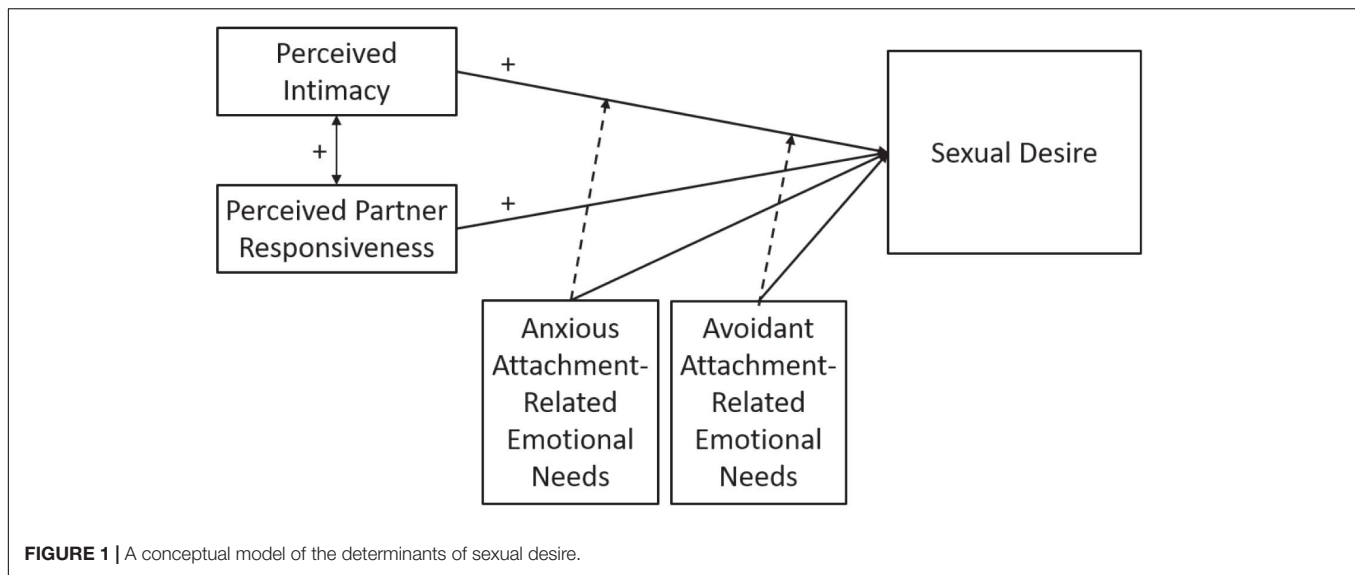 Perceived
Intimacy
+
+
Perceived Partner
Responsiveness
+
Sexual Desire
Anxious
Attachment-
Related
Emotional
Needs
Avoidant
Attachment-
Related
Emotional
Needs
FIGURE 1 | A conceptual model of the determinants of sexual desire.